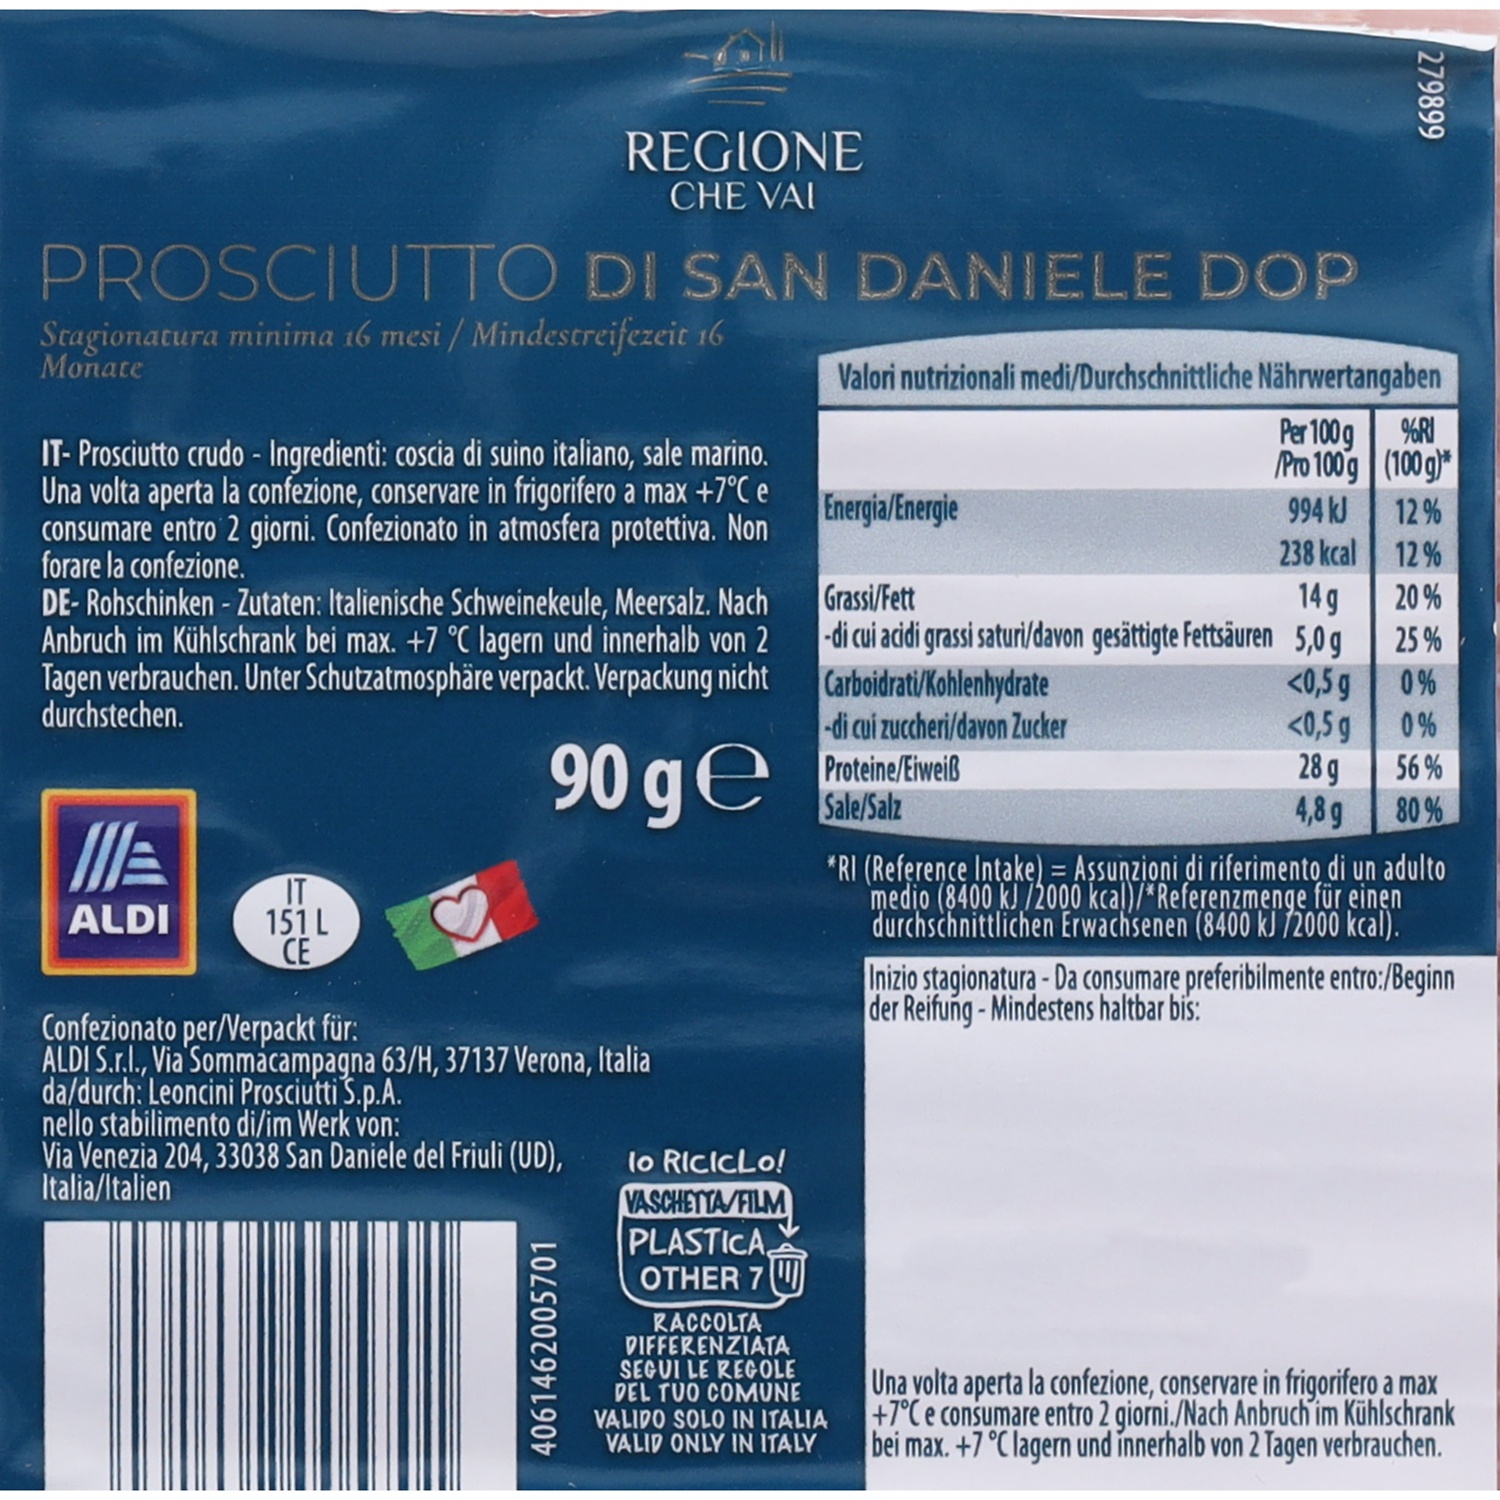 279899
REGIONE
CHE VAI
PROSCIUTTO DI SAN DANIELE DOP
Stagionatura minima 16 mesi / Mindestreifezeit 16
Monate
IT- Prosciutto crudo - Ingredienti: coscia di suino italiano, sale marino.
Una volta aperta la confezione, conservare in frigorifero a max +7°C e
consumare entro 2 giorni. Confezionato in atmosfera protettiva. Non
forare la confezione.
DE- Rohschinken - Zutaten: Italienische Schweinekeule, Meersalz. Nach
Anbruch im Kühlschrank bei max. +7 °C lagern und innerhalb von 2
Tagen verbrauchen. Unter Schutzatmosphäre verpackt. Verpackung nicht
durchstechen.
90 g e
ALDI
IT
151 L
CE
Confezionato per/Verpackt für:
ALDI S.r.l., Via Sommacampagna 63/H, 37137 Verona, Italia
da/durch: Leoncini Prosciutti S.p.A.
nello stabilimento di/im Werk von:
Via Venezia 204, 33038 San Daniele del Friuli (UD),
Italia/Italien
4061462005701
IO RICICLO!
VASCHETTA/FILM
PLASTICA
OTHER 7
RACCOLTA
DIFFERENZIATA
SEGUI LE REGOLE
DEL TUO COMUNE
VALIDO SOLO IN ITALIA
VALID ONLY IN ITALY
Valori nutrizionali medi/Durchschnittliche Nährwertangaben
Per 100 g %RI
/Pro 100 g (100 g)*
Energia/Energie 994 kJ 12 %
238 kcal 12 %
Grassi/Fett 14 g 20 %
-di cui acidi grassi saturi/davon gesättigte Fettsäuren 5,0 g 25 %
Carboidrati/Kohlenhydrate <0,5 g 0 %
-di cui zuccheri/davon Zucker <0,5 g 0 %
Proteine/Eiweiß 28 g 56 %
Sale/Salz 4,8 g 80 %
*RI (Reference Intake) = Assunzioni di riferimento di un adulto
medio (8400 kJ /2000 kcal)/*Referenzmenge für einen
durchschnittlichen Erwachsenen (8400 kJ /2000 kcal).
Inizio stagionatura - Da consumare preferibilmente entro:/Beginn
der Reifung - Mindestens haltbar bis:
Una volta aperta la confezione, conservare in frigorifero a max
+7°C e consumare entro 2 giorni./Nach Anbruch im Kühlschrank
bei max. +7 °C lagern und innerhalb von 2 Tagen verbrauchen.